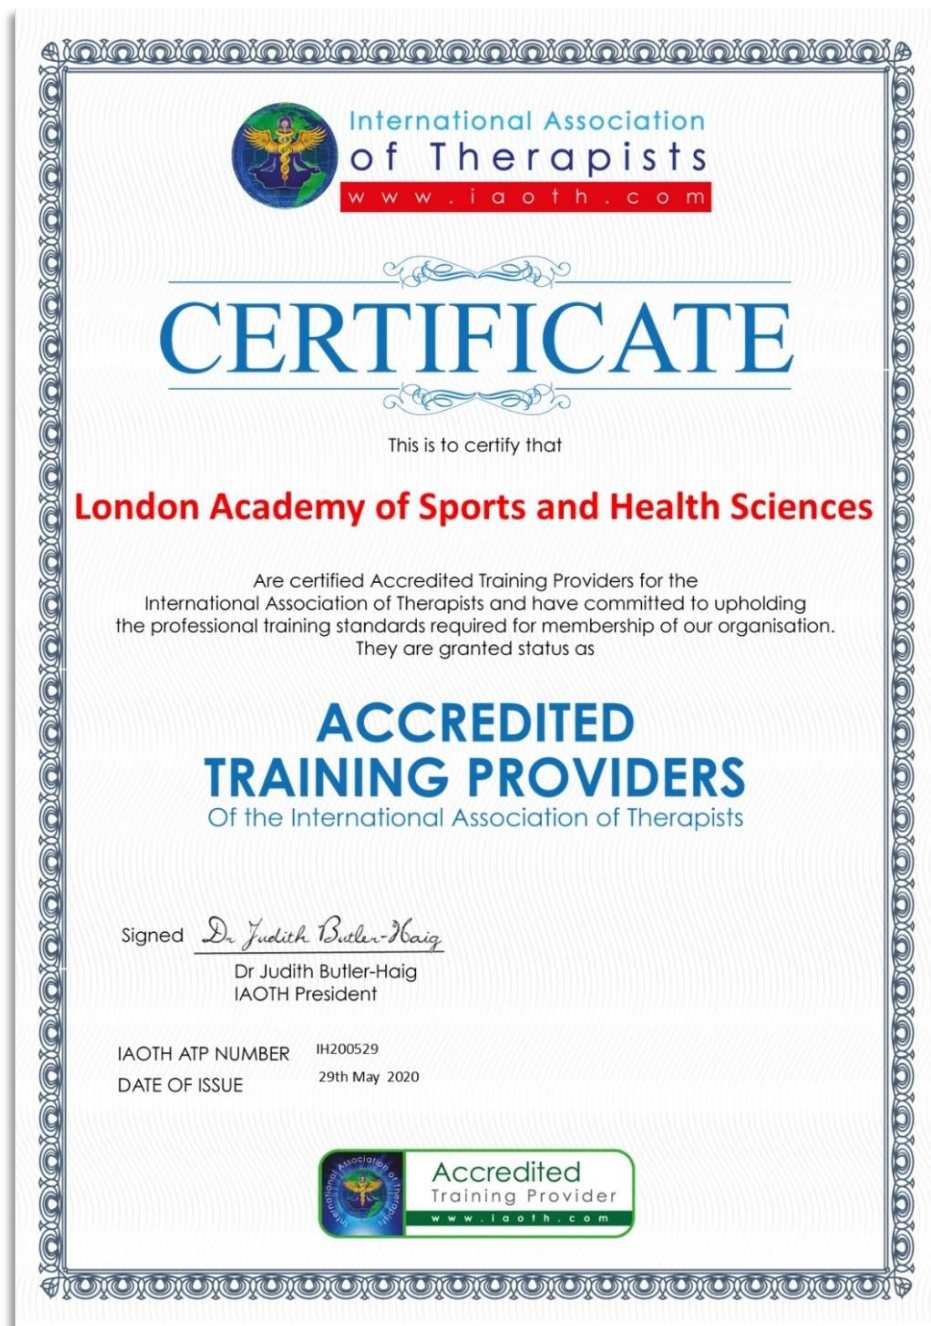 International Association
of Therapists
www.iaoth.com
CERTIFICATE
This is to certify that
London Academy of Sports and Health Sciences
Are certified Accredited Training Providers for the
International Association of Therapists and have committed to upholding
the professional training standards required for membership of our organisation.
They are granted status as
ACCREDITED
TRAINING PROVIDERS
Of the International Association of Therapists
Signed Dr Judith Butler-Haig
Dr Judith Butler-Haig
IAOTH President
IAOTH ATP NUMBER IH200529
DATE OF ISSUE 29th May 2020
International Association of Therapists
Accredited
Training Provider
www.iaoth.com